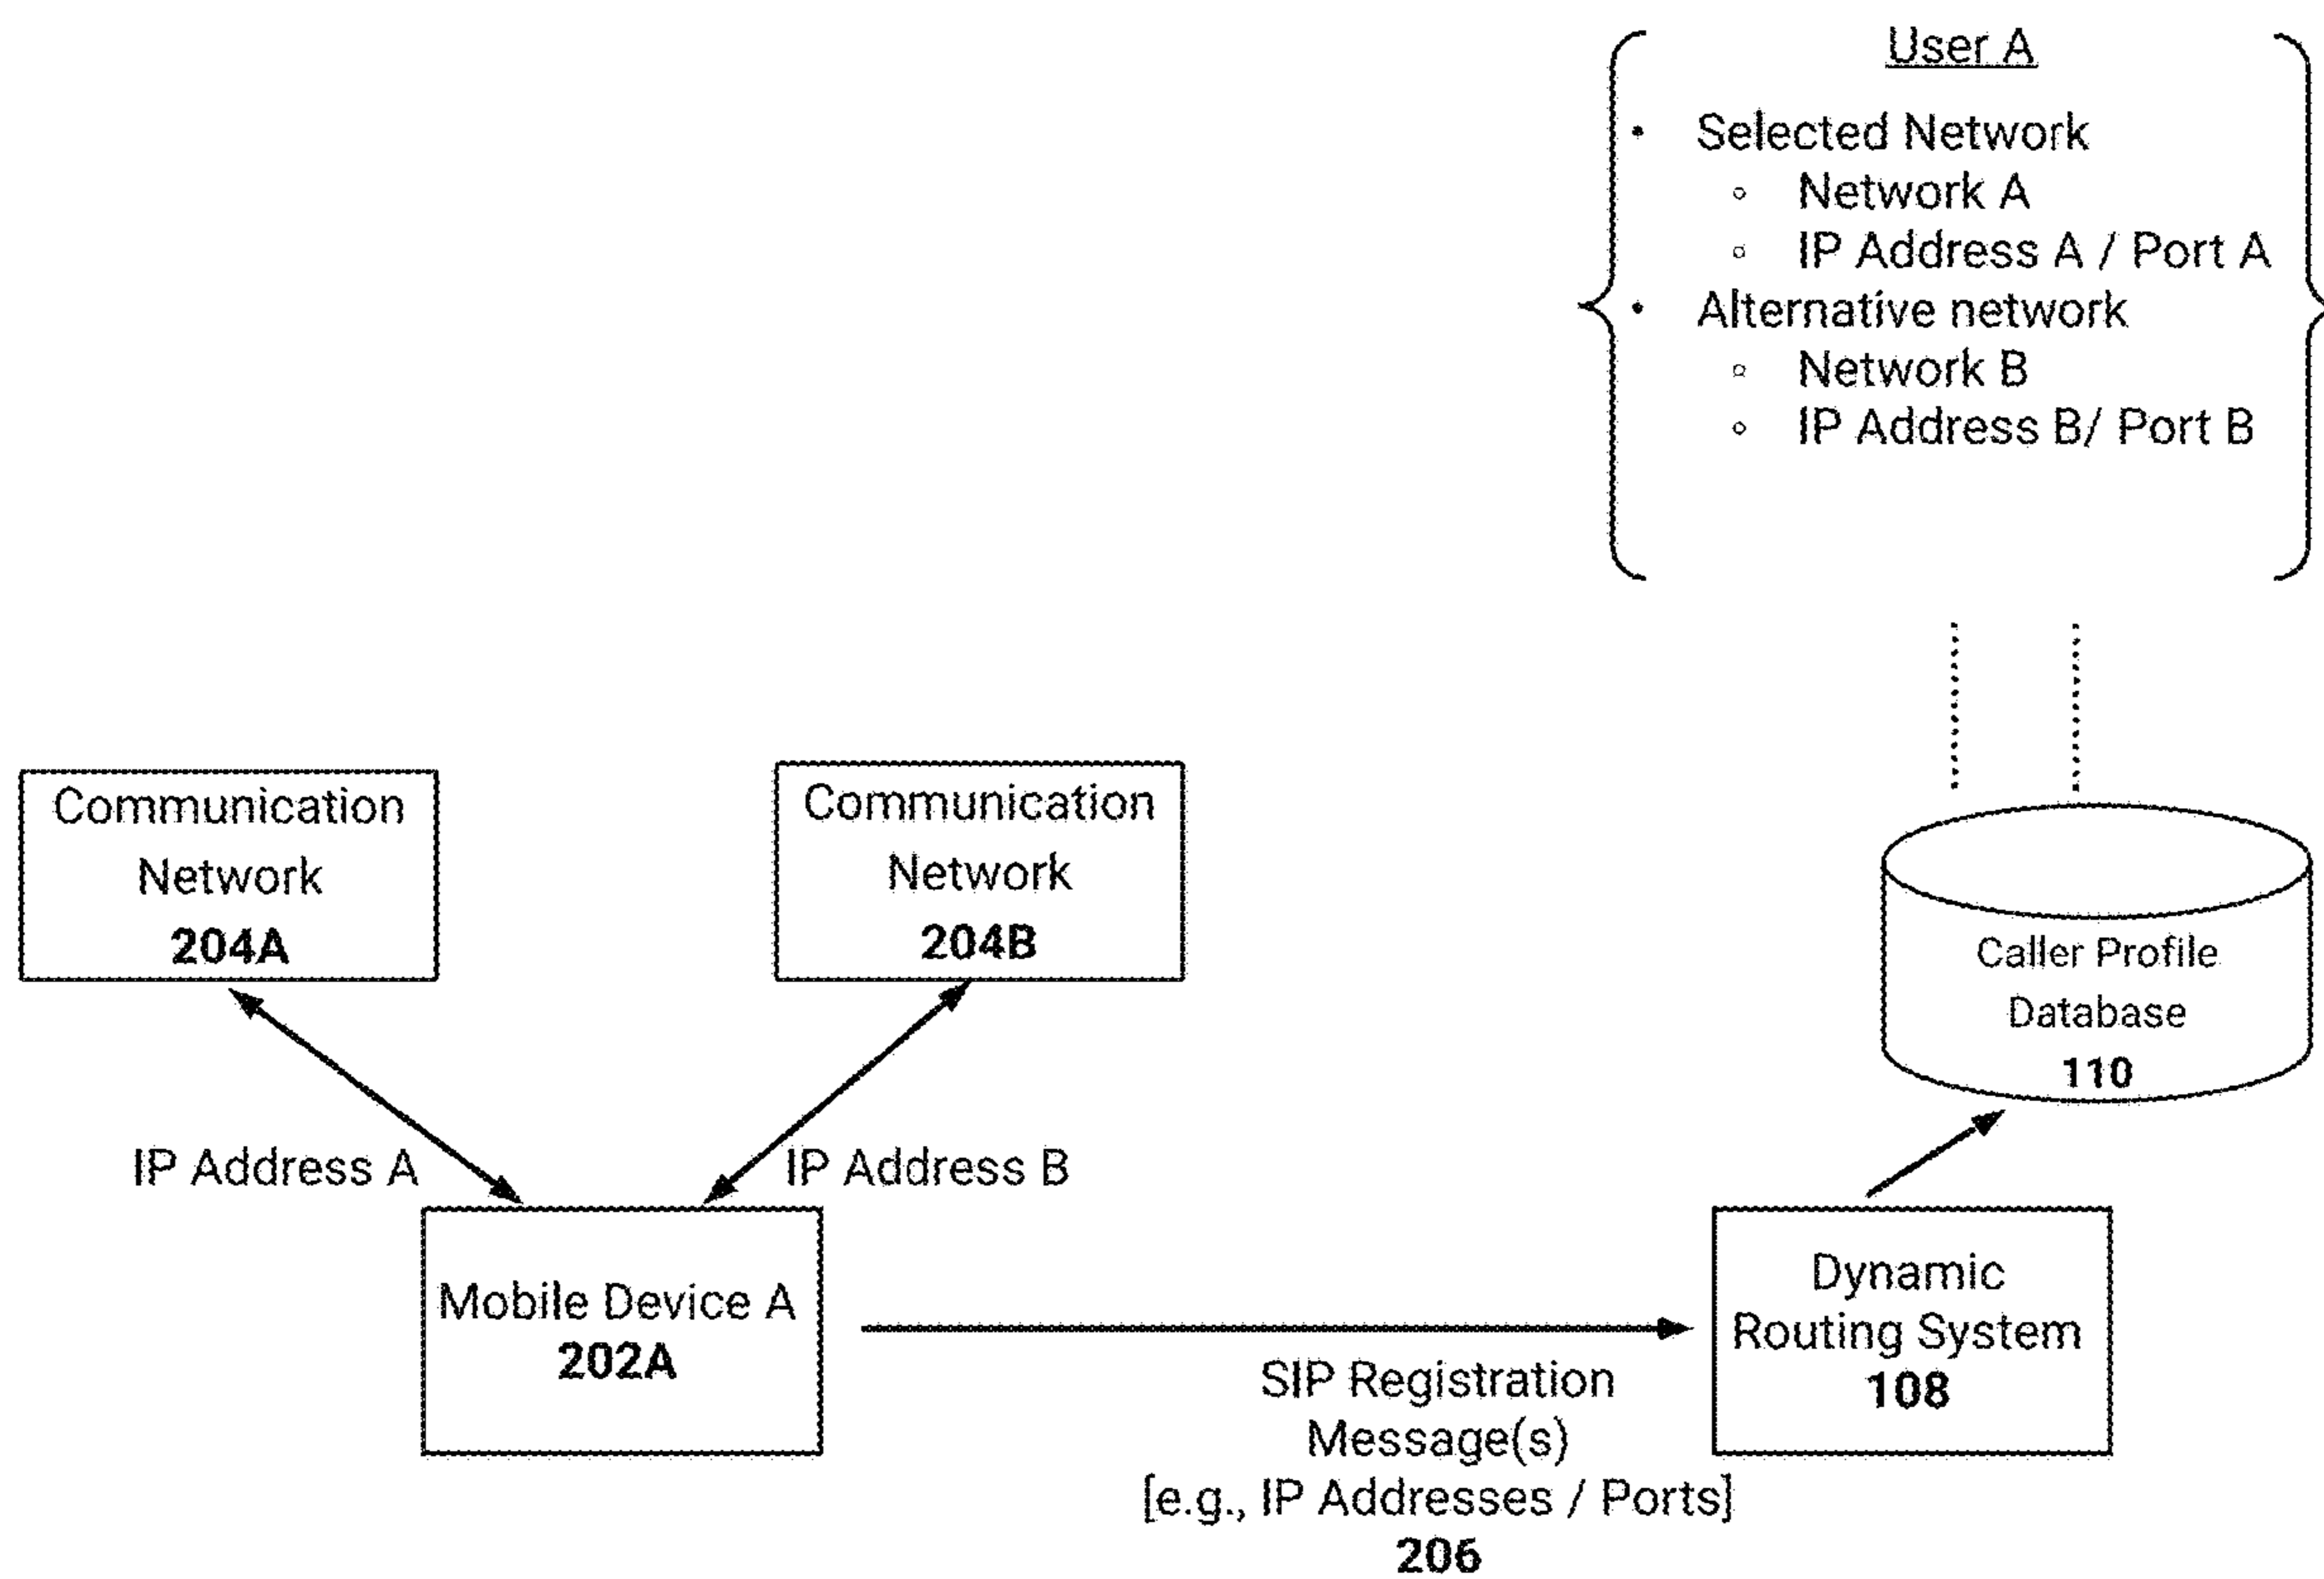 User A
• Selected Network
◦ Network A
◦ IP Address A / Port A
• Alternative network
◦ Network B
◦ IP Address B/ Port B
Communication
Network
204A
Communication
Network
204B
Caller Profile
Database
110
IP Address A
IP Address B
Mobile Device A
202A
Dynamic
Routing System
108
SIP Registration
Message(s)
[e.g., IP Addresses / Ports]
206